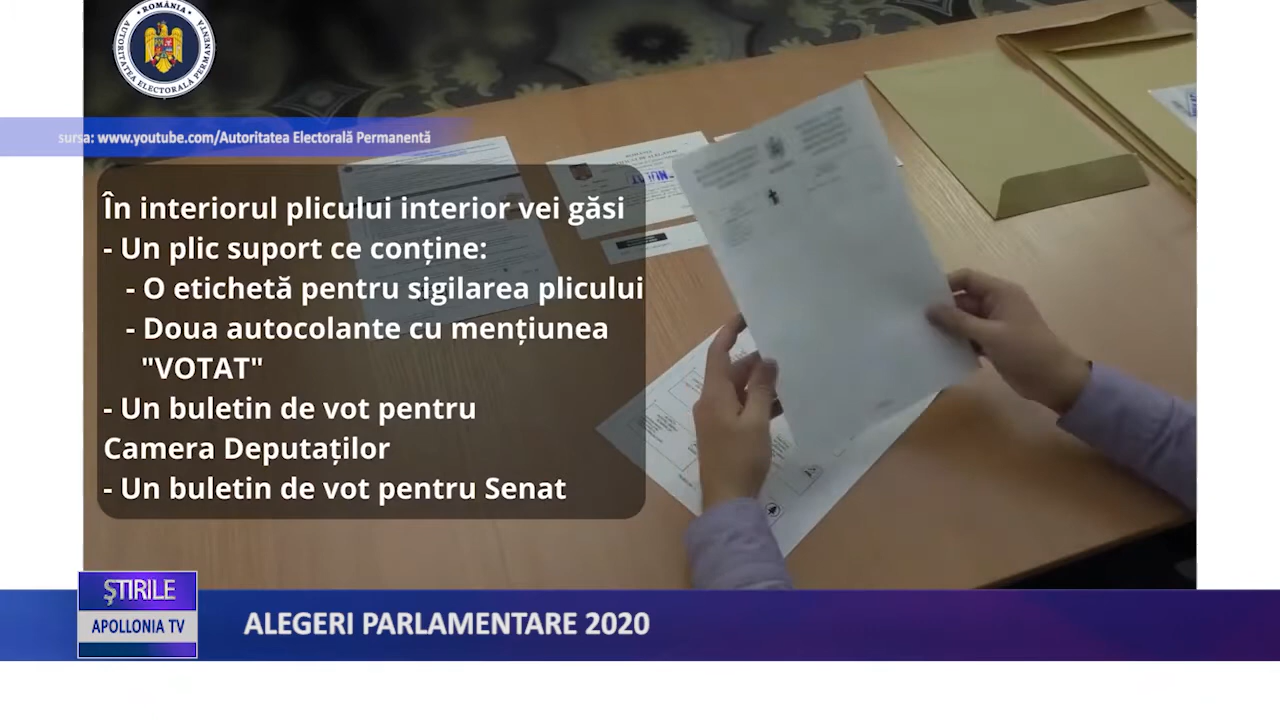 ROMÂNIA
AUTORITATEA ELECTORALĂ PERMANENTĂ
sursa: www.youtube.com/Autoritatea Electorală Permanentă
În interiorul plicului interior vei găsi
- Un plic suport ce conține:
- O etichetă pentru sigilarea plicului
- Doua autocolante cu mențiunea
"VOTAT"
- Un buletin de vot pentru
Camera Deputaților
- Un buletin de vot pentru Senat
ŞTIRILE
APOLLONIA TV
ALEGERI PARLAMENTARE 2020